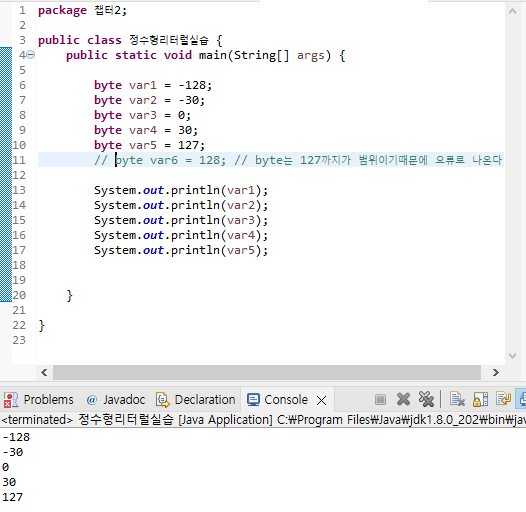 1 package 챕터2;
2
3 public class 정수형리터럴실습 {
4 public static void main(String[] args) {
5
6 byte var1 = -128;
7 byte var2 = -30;
8 byte var3 = 0;
9 byte var4 = 30;
10 byte var5 = 127;
11 // byte var6 = 128; // byte는 127까지가 범위이기때문에 오류로 나온다
12
13 System.out.println(var1);
14 System.out.println(var2);
15 System.out.println(var3);
16 System.out.println(var4);
17 System.out.println(var5);
18
19
20 }
21
22 }
23
Problems @ Javadoc Declaration Console
<terminated> 정수형리터럴실습 [Java Application] C:₩Program Files₩Java₩jdk1.8.0_202₩bin₩jav
-128
-30
0
30
127